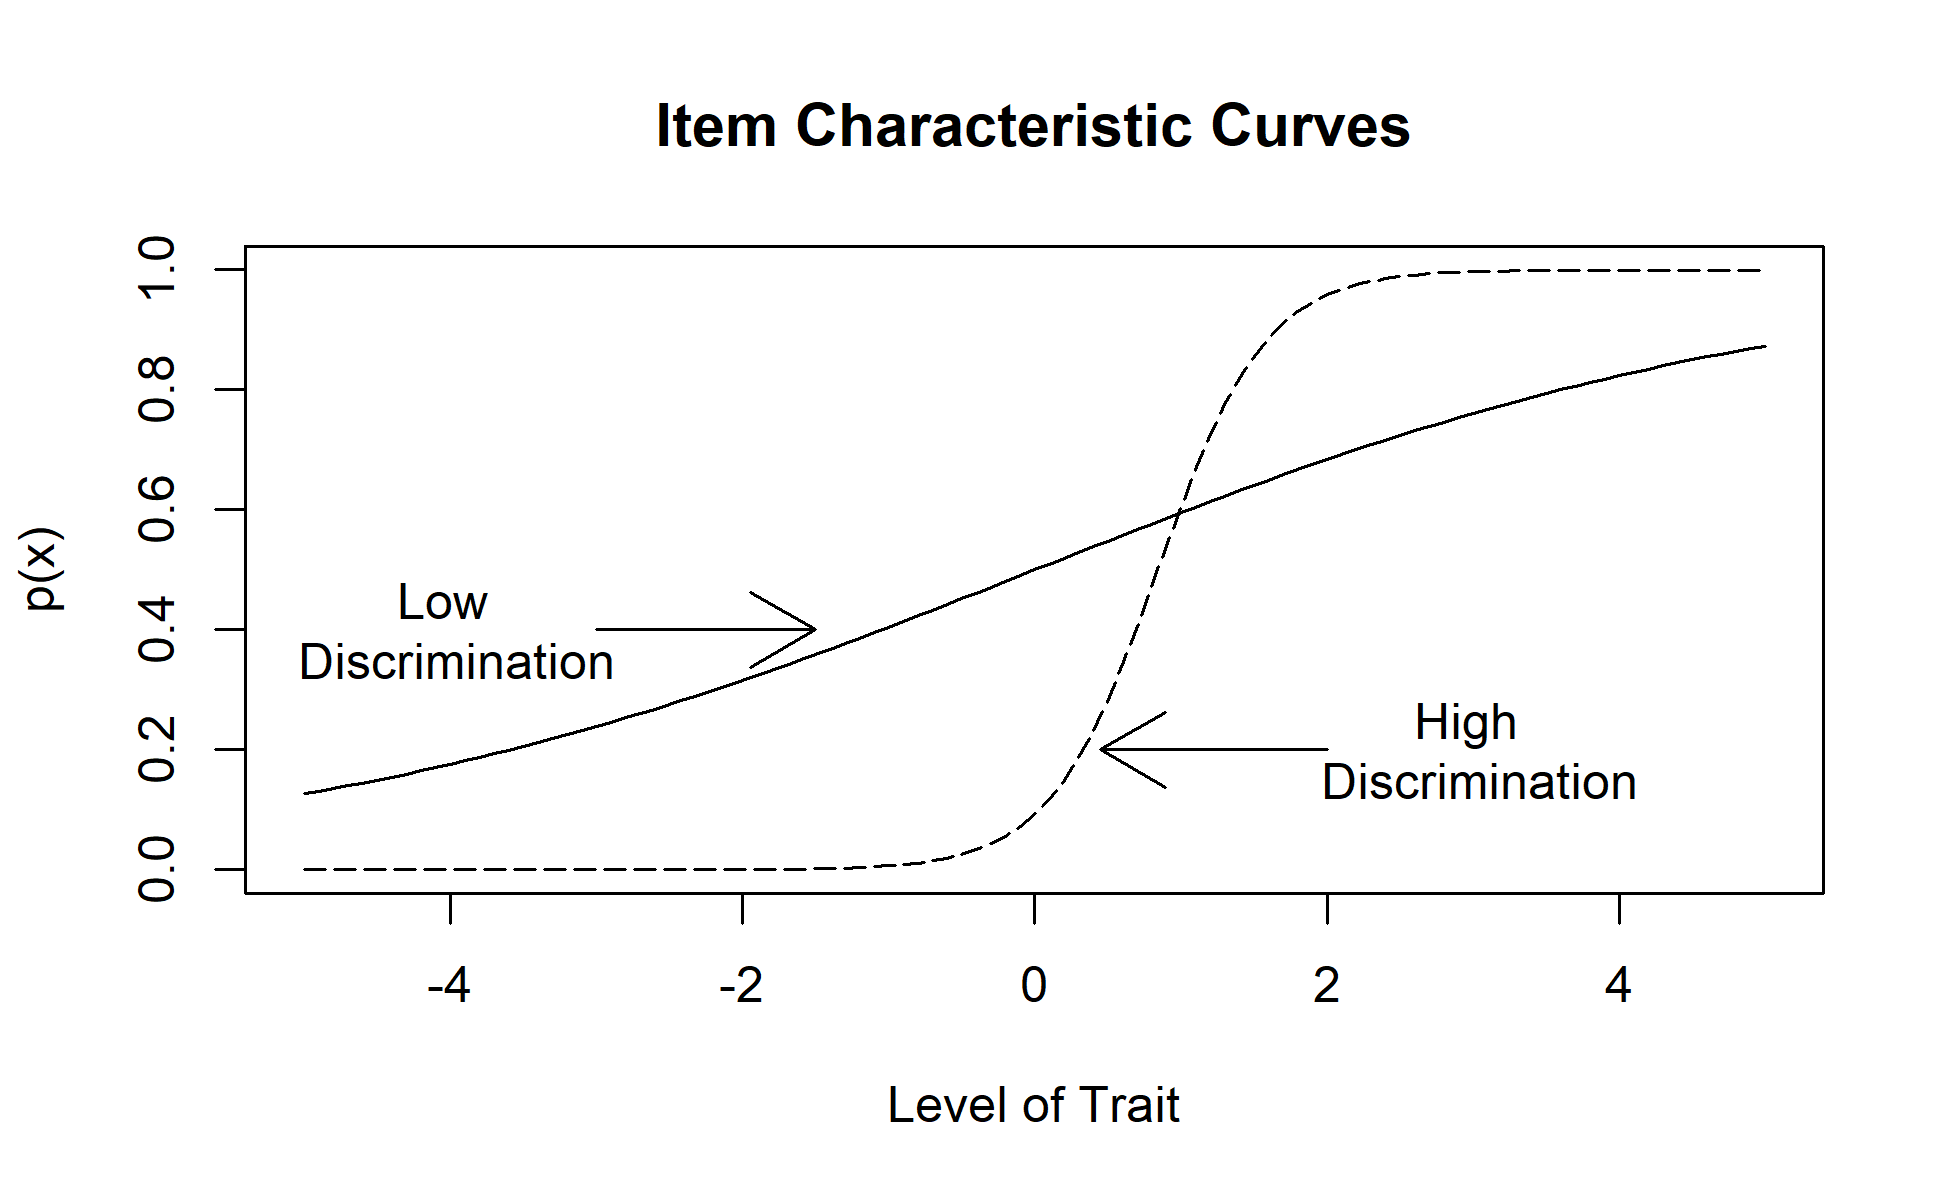 Item Characteristic Curves
1.0
0.8
0.6
0.4
0.2
0.0
p(x)
Low
Discrimination
High
Discrimination
-4
-2
0
2
4
Level of Trait